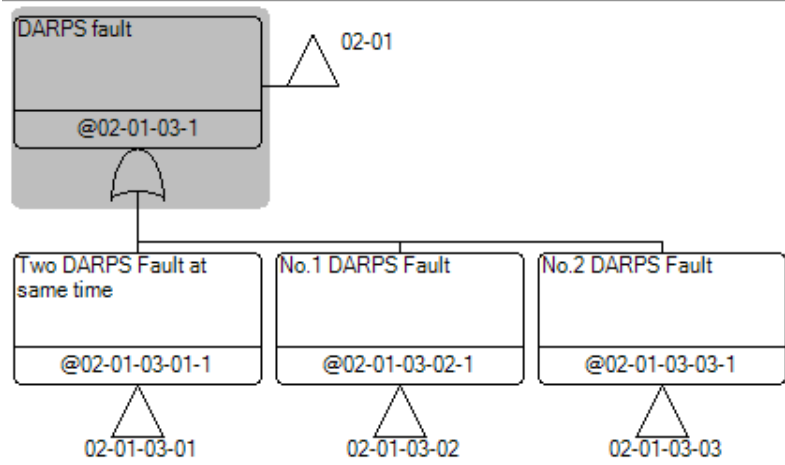 DARPS fault
02-01
@02-01-03-1
Two DARPS Fault at
same time
No.1 DARPS Fault
No.2 DARPS Fault
@02-01-03-01-1
@02-01-03-02-1
@02-01-03-03-1
02-01-03-01
02-01-03-02
02-01-03-03